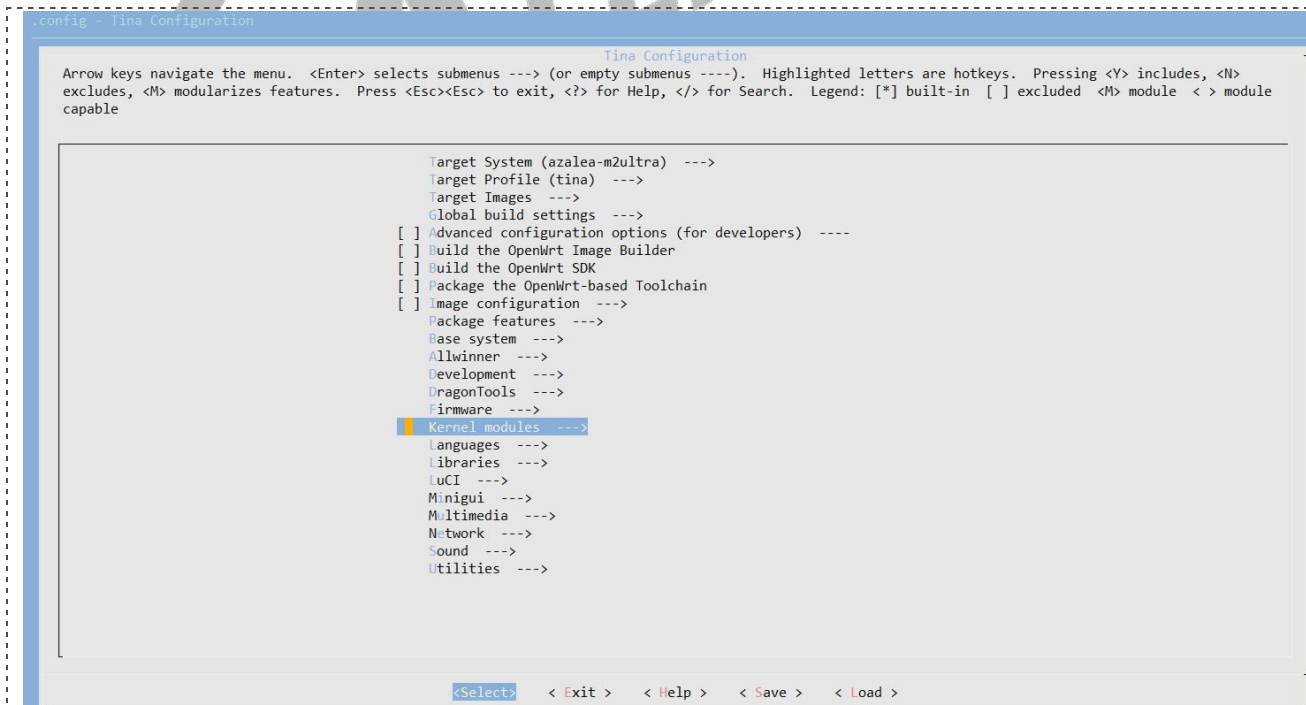 .config - Tina Configuration
Tina Configuration
Arrow keys navigate the menu.  <Enter> selects submenus ---> (or empty submenus ----).  Highlighted letters are hotkeys.  Pressing <Y> includes, <N>
excludes, <M> modularizes features.  Press <Esc><Esc> to exit, <?> for Help, </> for Search.  Legend: [*] built-in  [ ] excluded  <M> module  < > module
capable
Target System (azalea-m2ultra)  --->
Target Profile (tina)  --->
Target Images  --->
Global build settings  --->
[ ] Advanced configuration options (for developers)  ----
[ ] Build the OpenWrt Image Builder
[ ] Build the OpenWrt SDK
[ ] Package the OpenWrt-based Toolchain
[ ] Image configuration  --->
Package features  --->
Base system  --->
Allwinner  --->
Development  --->
DragonTools  --->
Firmware  --->
Kernel modules  --->
Languages  --->
Libraries  --->
LuCI  --->
Minigui  --->
Multimedia  --->
Network  --->
Sound  --->
Utilities  --->
<Select>    < Exit >    < Help >    < Save >    < Load >